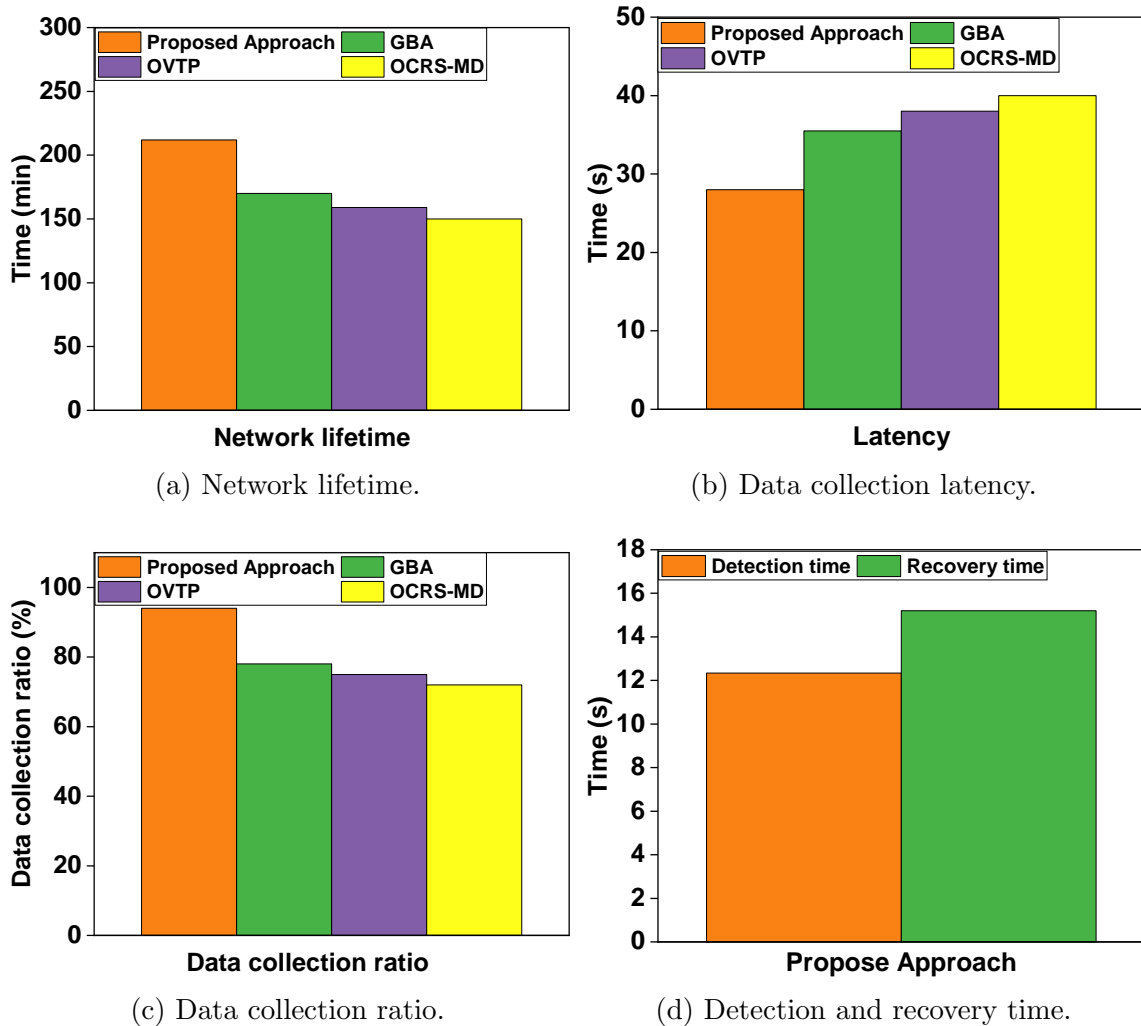 300
250
200
150
100
50
0
Time (min)
Proposed Approach GBA
OVTP OCRS-MD
Network lifetime
(a) Network lifetime.
50
40
30
20
10
0
Time (s)
Proposed Approach GBA
OVTP OCRS-MD
Latency
(b) Data collection latency.
100
80
60
40
20
0
Data collection ratio (%)
Proposed Approach GBA
OVTP OCRS-MD
Data collection ratio
(c) Data collection ratio.
18
16
14
12
10
8
6
4
2
0
Time (s)
Detection time Recovery time
Propose Approach
(d) Detection and recovery time.